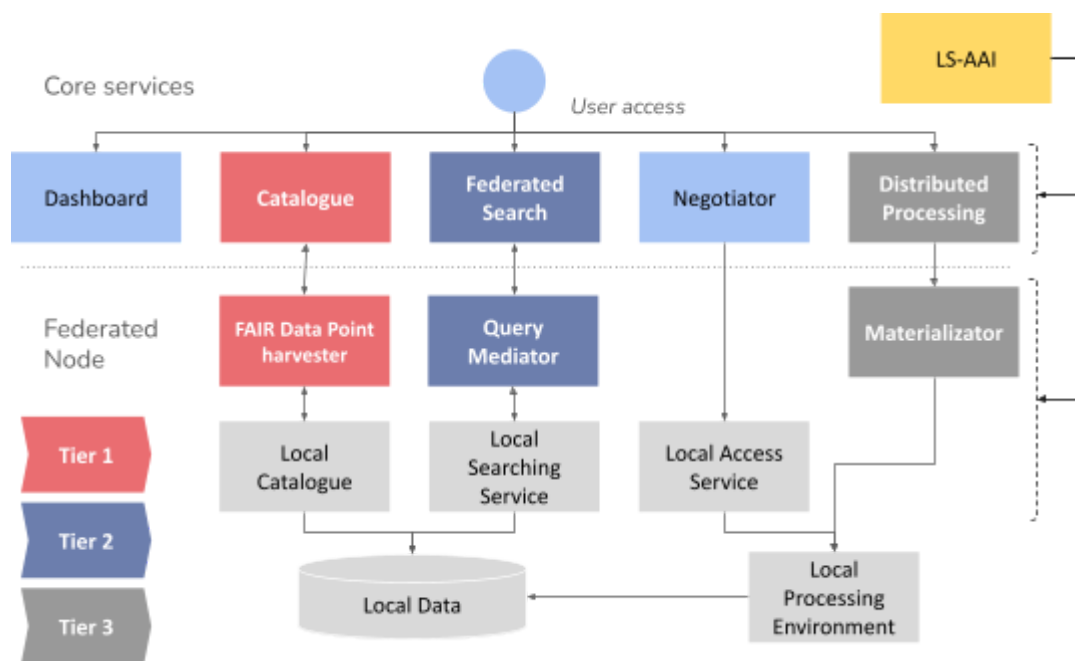 LS-AAI
Core services
User access
Dashboard
Catalogue
Federated
Search
Negotiator
Distributed
Processing
Federated
Node
FAIR Data Point
harvester
Query
Mediator
Materializator
Tier 1
Local
Catalogue
Local
Searching
Service
Local Access
Service
Tier 2
Tier 3
Local Data
Local
Processing
Environment